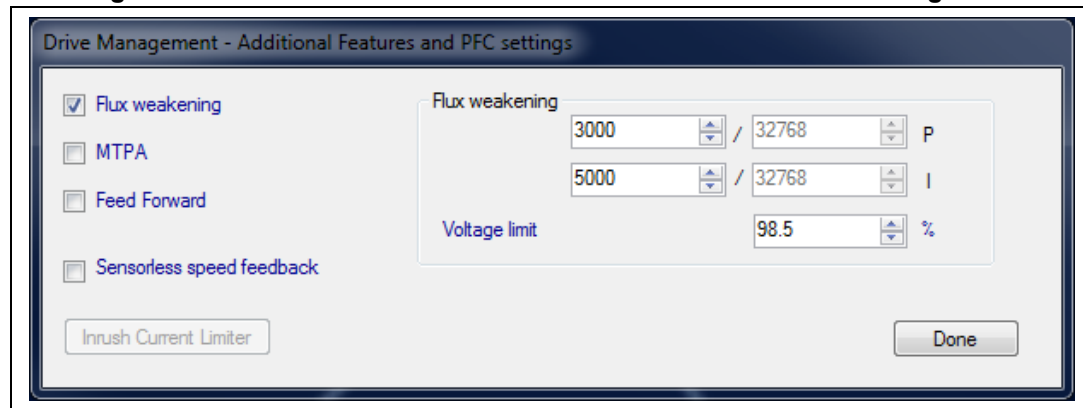 Drive Management - Additional Features and PFC settings
Flux weakening
MTPA
Feed Forward
Sensorless speed feedback
Inrush Current Limiter
Flux weakening
3000 / 32768 P
5000 / 32768 I
Voltage limit 98.5 %
Done